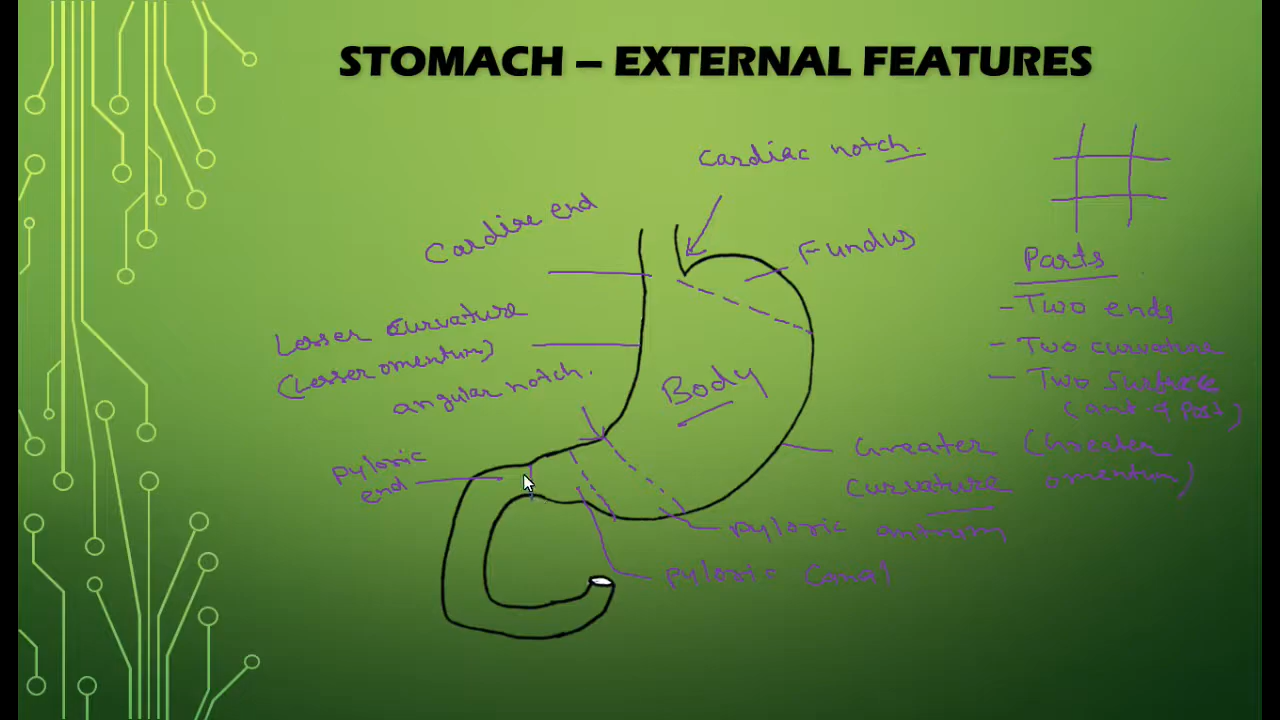 STOMACH – EXTERNAL FEATURES
Cardiac notch.
Cardiac end
Fundus
Lesser curvature
(Lesser omentum)
angular notch.
Body
pyloric
end
Greater (Greater
curvature omentum)
pyloric antrum
pyloric Canal
Parts
- Two ends
- Two curvature
- Two Surface
(ant. & Post)